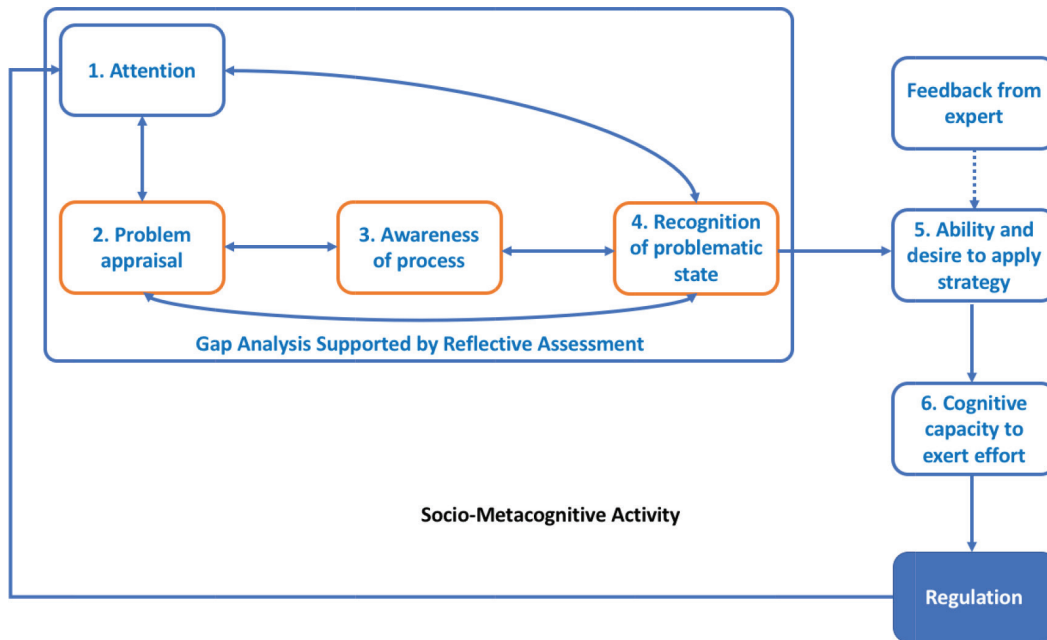 1. Attention
Feedback from
expert
2. Problem
appraisal
3. Awareness
of process
4. Recognition
of problematic
state
5. Ability and
desire to apply
strategy
Gap Analysis Supported by Reflective Assessment
6. Cognitive
capacity to
exert effort
Socio-Metacognitive Activity
Regulation